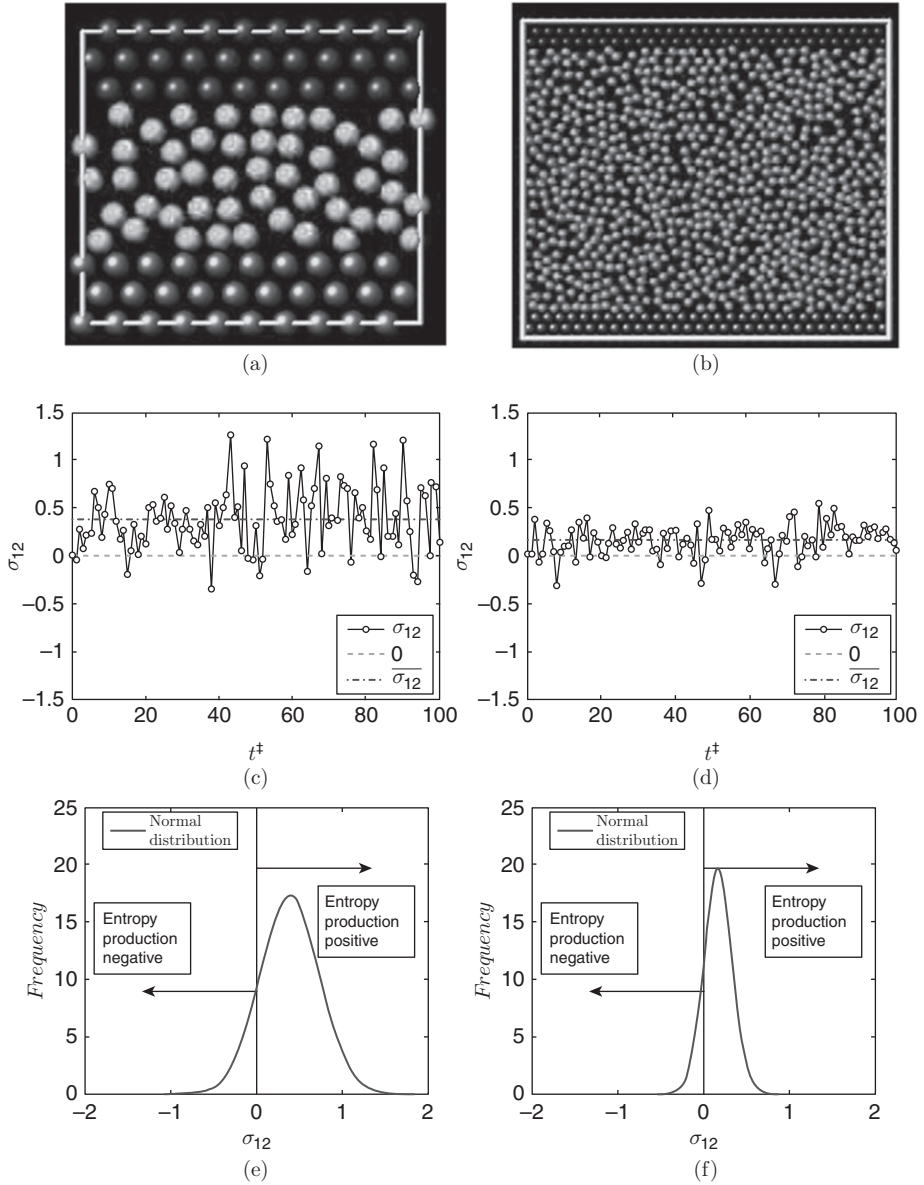 (a)
(b)
1.5
1
0.5
0
−0.5
−1
−1.5
σ12
σ12
0
σ12
0
20
40
60
80
100
t‡
(c)
1.5
1
0.5
0
−0.5
−1
−1.5
σ12
σ12
0
σ12
0
20
40
60
80
100
t‡
(d)
25
20
15
10
5
0
Frequency
Normal
distribution
Entropy
production
positive
Entropy
production
negative
−2
−1
0
1
2
σ12
(e)
25
20
15
10
5
0
Frequency
Normal
distribution
Entropy
production
positive
Entropy
production
negative
−2
−1
0
1
2
σ12
(f)